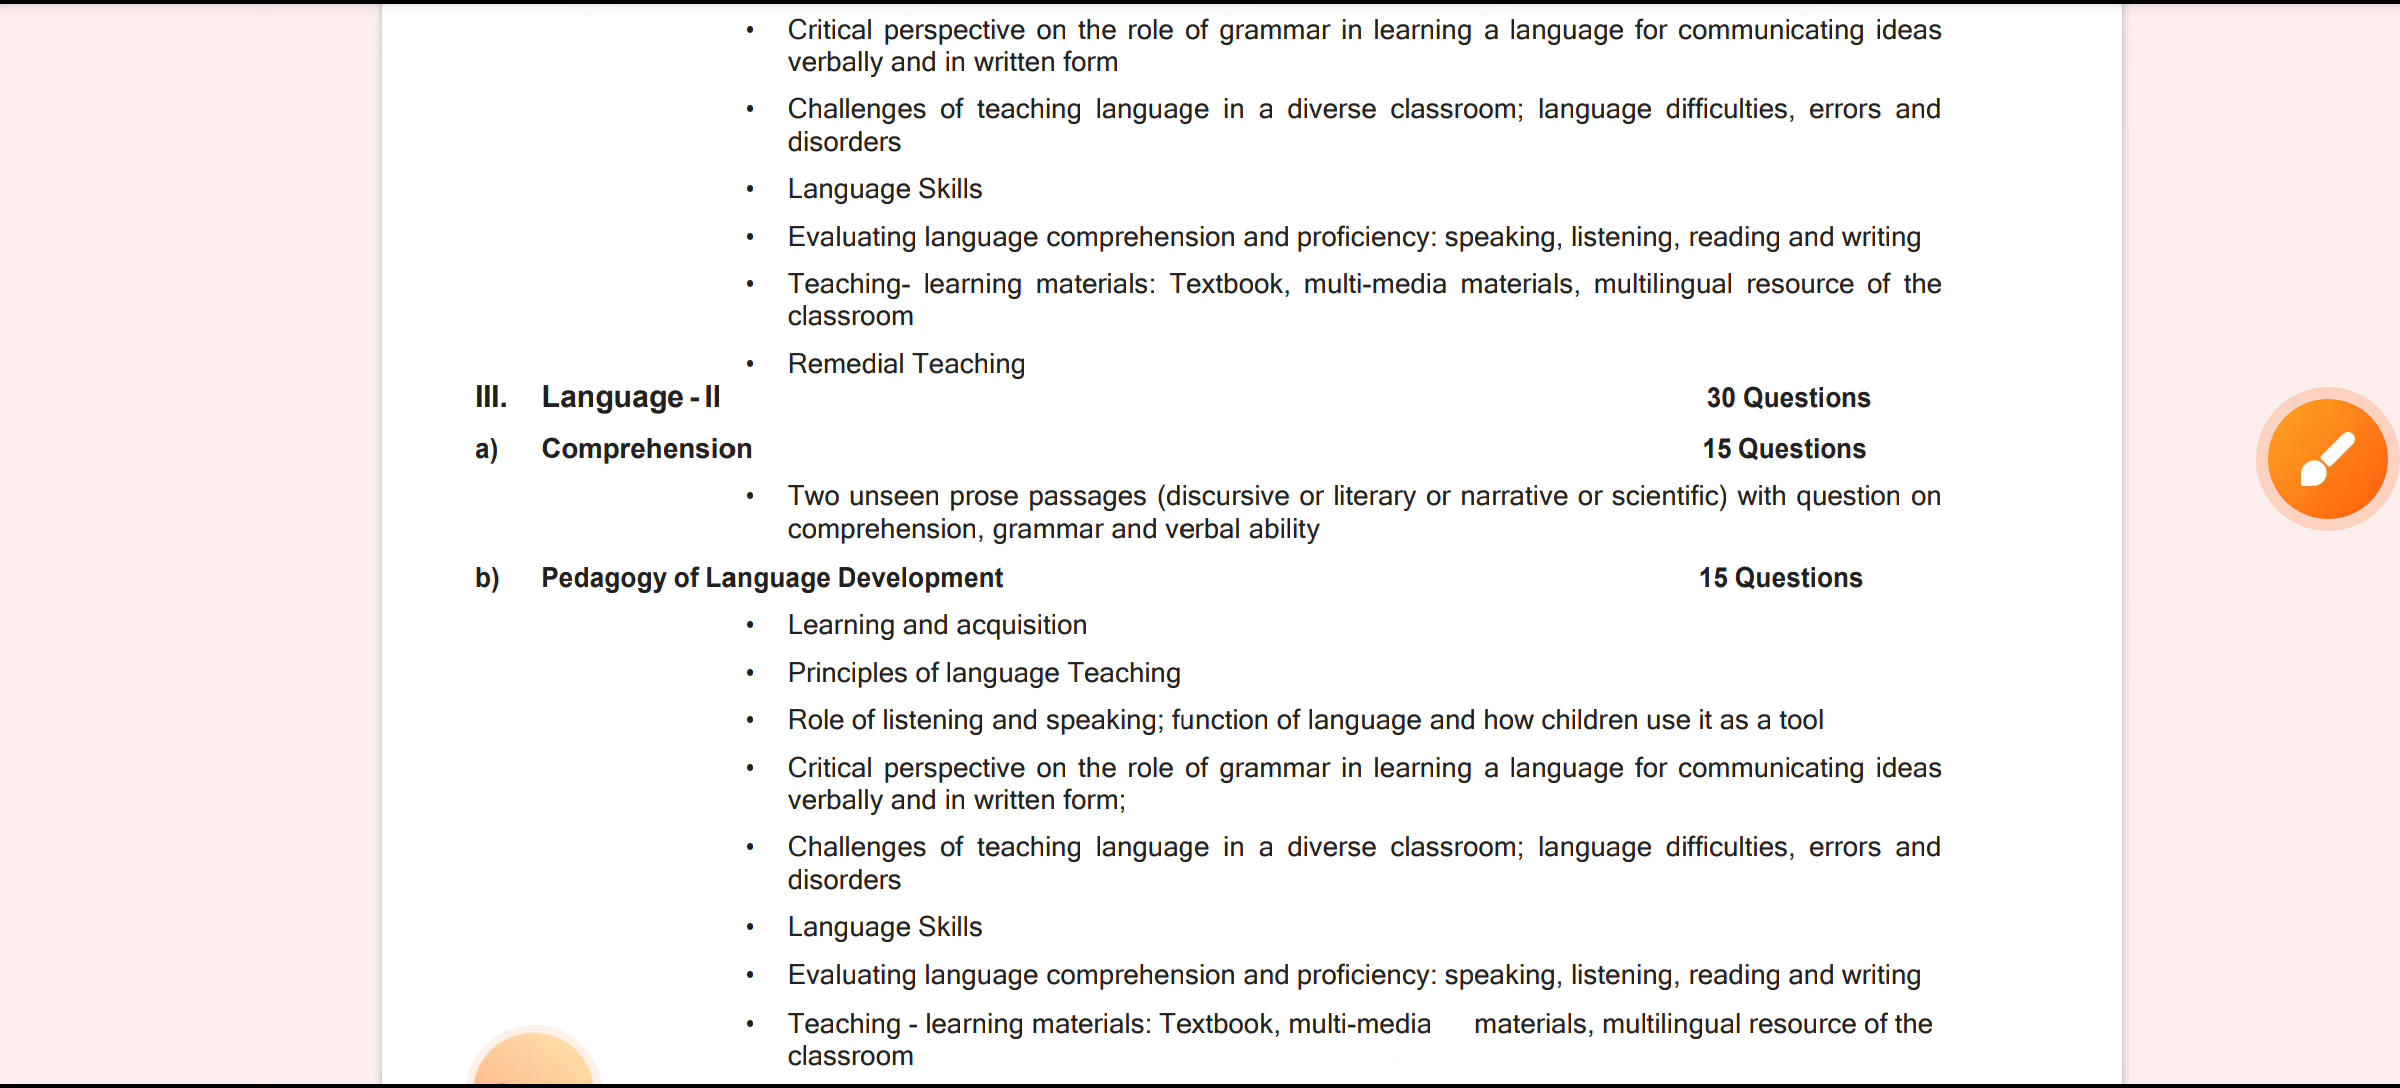 • Critical perspective on the role of grammar in learning a language for communicating ideas
verbally and in written form
• Challenges of teaching language in a diverse classroom; language difficulties, errors and
disorders
• Language Skills
• Evaluating language comprehension and proficiency: speaking, listening, reading and writing
• Teaching- learning materials: Textbook, multi-media materials, multilingual resource of the
classroom
• Remedial Teaching
III. Language - II 30 Questions
a) Comprehension 15 Questions
• Two unseen prose passages (discursive or literary or narrative or scientific) with question on
comprehension, grammar and verbal ability
b) Pedagogy of Language Development 15 Questions
• Learning and acquisition
• Principles of language Teaching
• Role of listening and speaking; function of language and how children use it as a tool
• Critical perspective on the role of grammar in learning a language for communicating ideas
verbally and in written form;
• Challenges of teaching language in a diverse classroom; language difficulties, errors and
disorders
• Language Skills
• Evaluating language comprehension and proficiency: speaking, listening, reading and writing
• Teaching - learning materials: Textbook, multi-media materials, multilingual resource of the
classroom